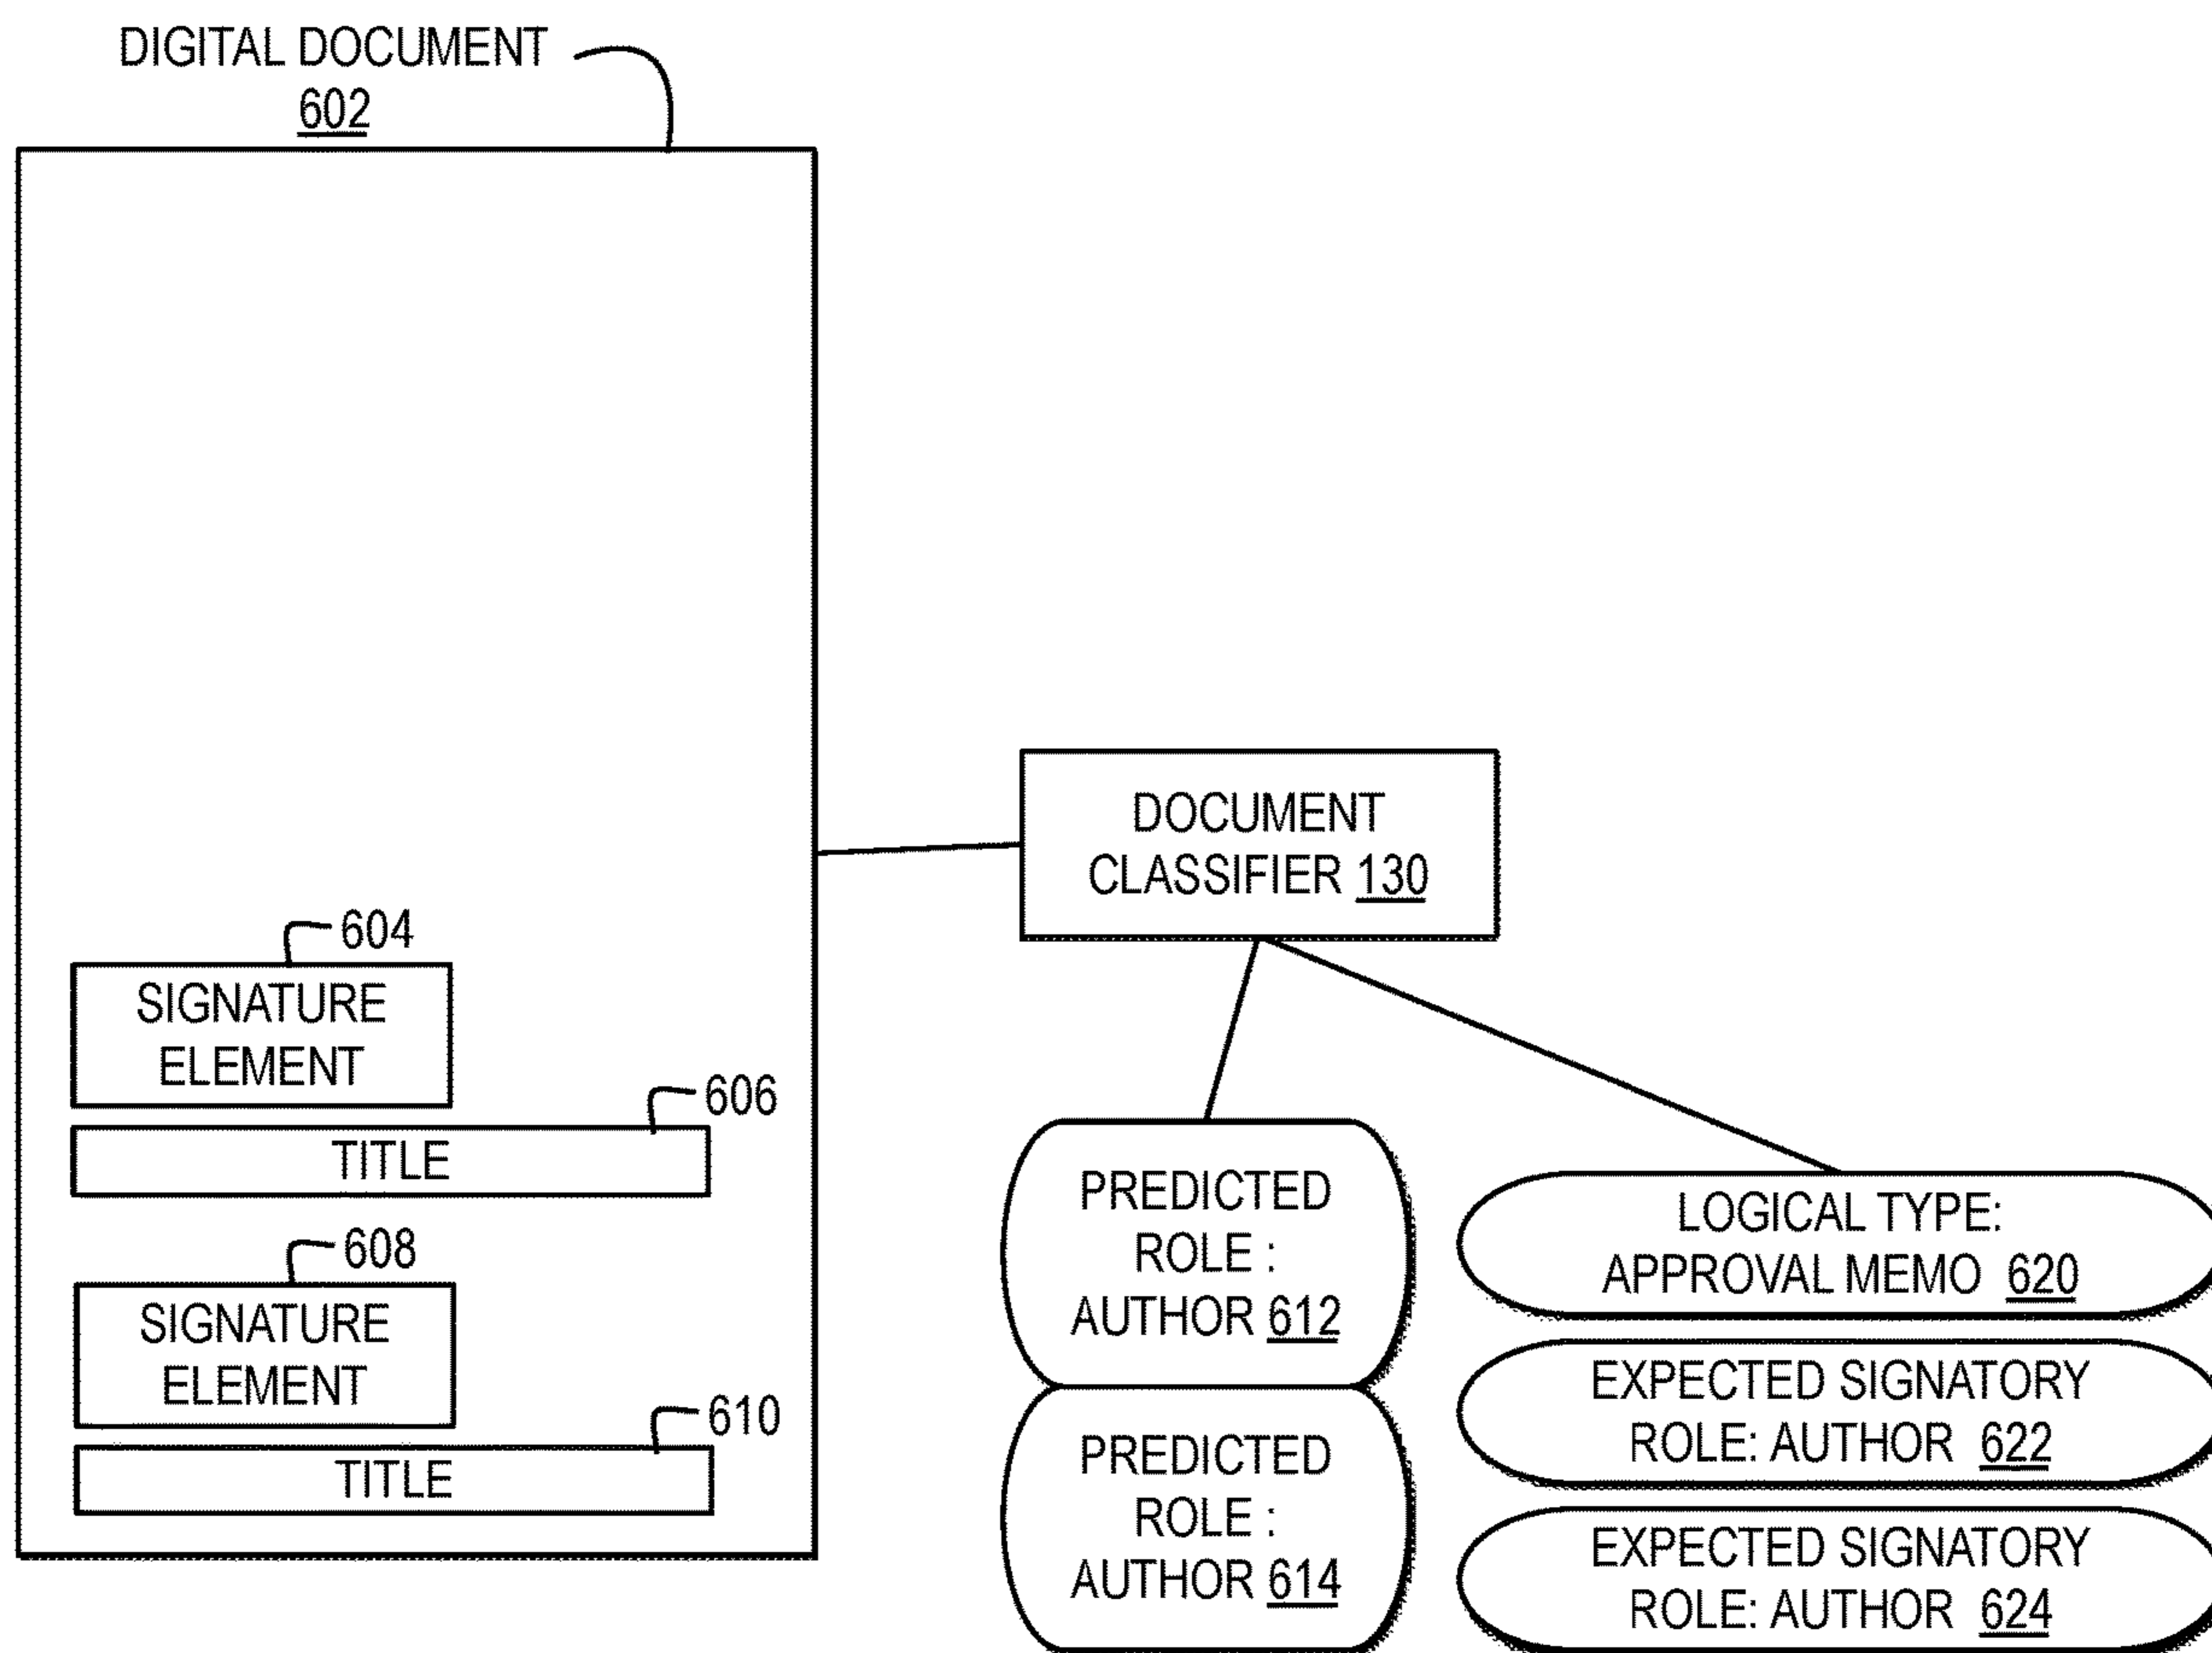 DIGITAL DOCUMENT
602
604
SIGNATURE
ELEMENT
606
TITLE
608
SIGNATURE
ELEMENT
610
TITLE
DOCUMENT
CLASSIFIER 130
PREDICTED
ROLE :
AUTHOR 612
PREDICTED
ROLE :
AUTHOR 614
LOGICAL TYPE:
APPROVAL MEMO 620
EXPECTED SIGNATORY
ROLE: AUTHOR 622
EXPECTED SIGNATORY
ROLE: AUTHOR 624